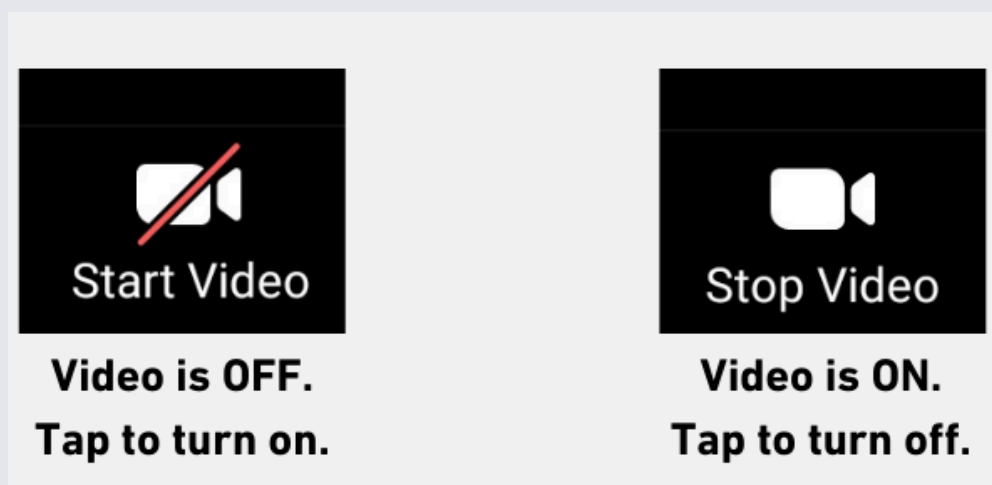 Start Video
Video is OFF.
Tap to turn on.
Stop Video
Video is ON.
Tap to turn off.